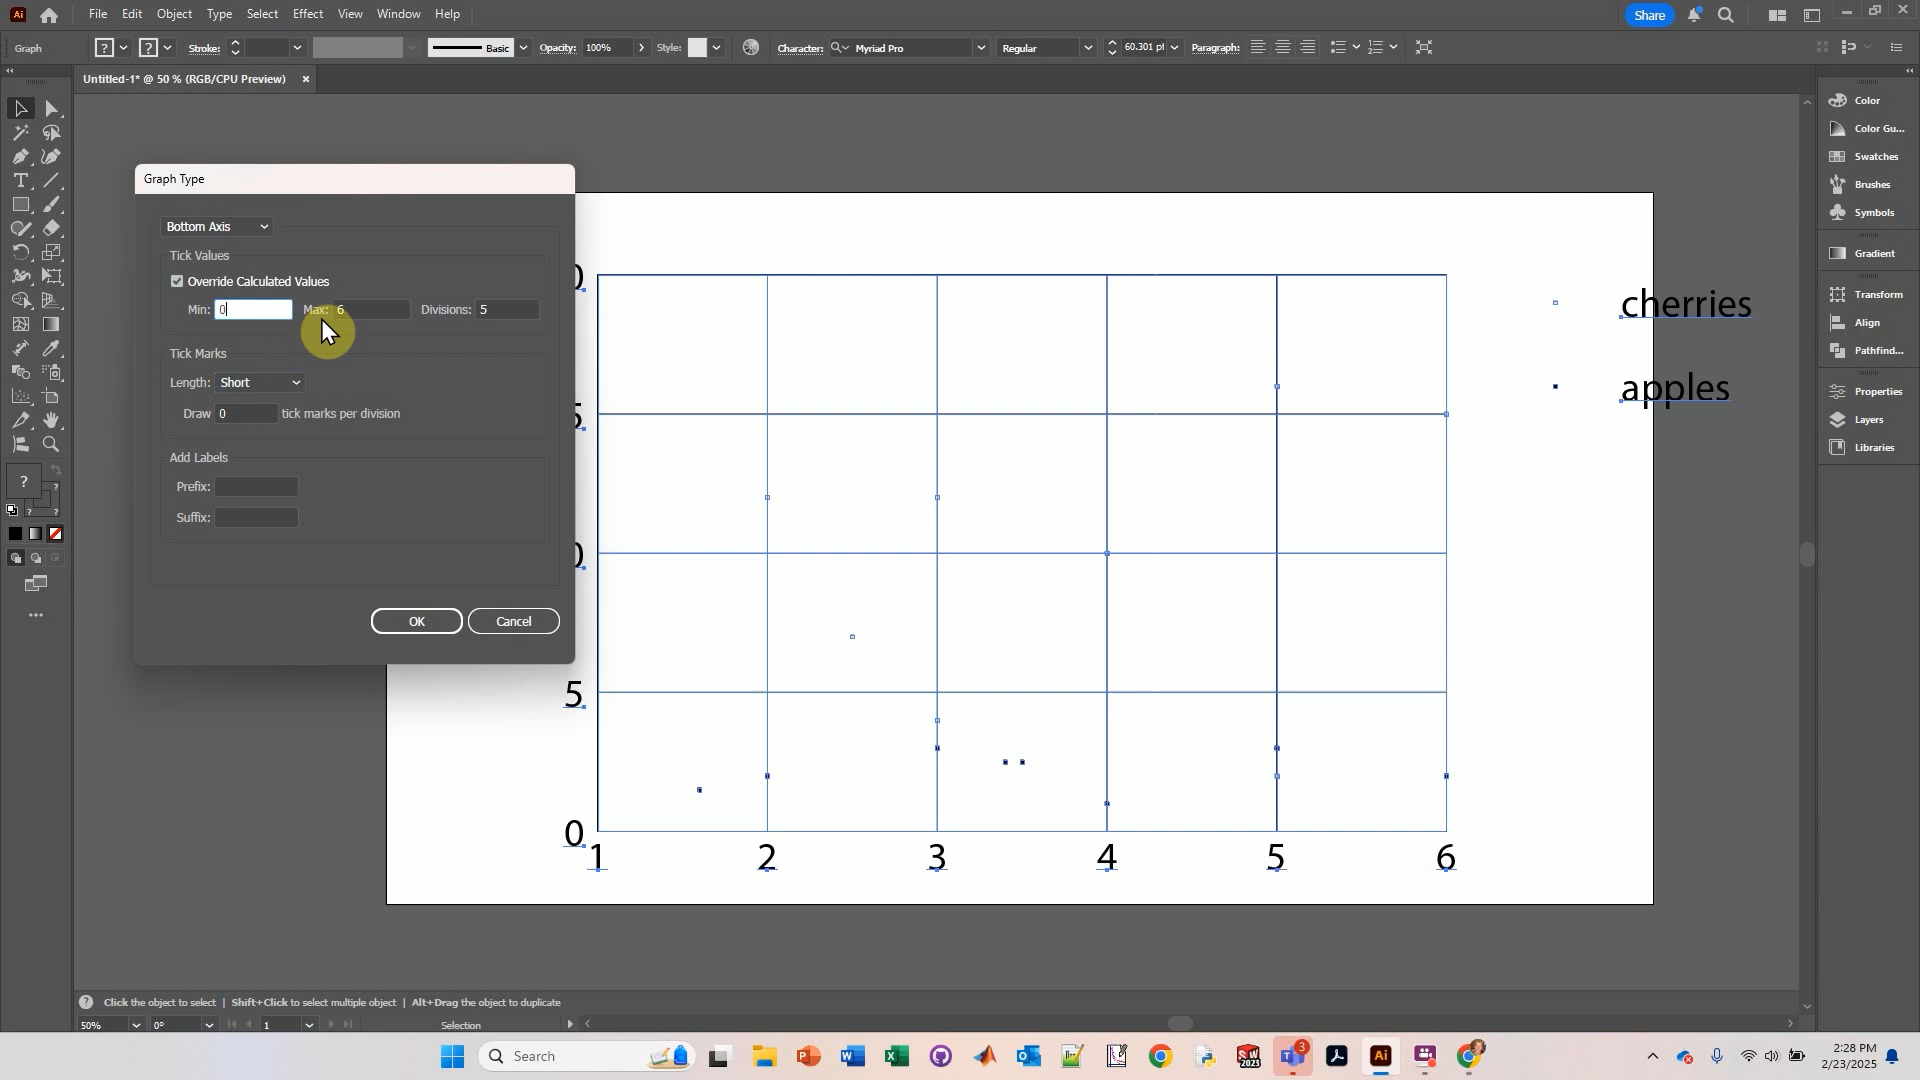 Ai File Edit Object Type Select Effect View Window Help Share
Graph ? ? Stroke: Basic Opacity: 100% Style: Character: Myriad Pro Regular 60.301 pt Paragraph:
Untitled-1* @ 50 % (RGB/CPU Preview) ×
Color
Color Gu...
Swatches
Brushes
Symbols
Gradient
Transform
Align
Pathfind...
Properties
Layers
Libraries
Graph Type
Bottom Axis
Tick Values
Override Calculated Values
Min: 0 Max: 6 Divisions: 5
Tick Marks
Length: Short
Draw 0 tick marks per division
Add Labels
Prefix:
Suffix:
OK Cancel
cherries
apples
0
5
0
5
0
1 2 3 4 5 6
? Click the object to select | Shift+Click to select multiple object | Alt+Drag the object to duplicate
50% 0° 1 Selection
Search
3
2:28 PM
2/23/2025